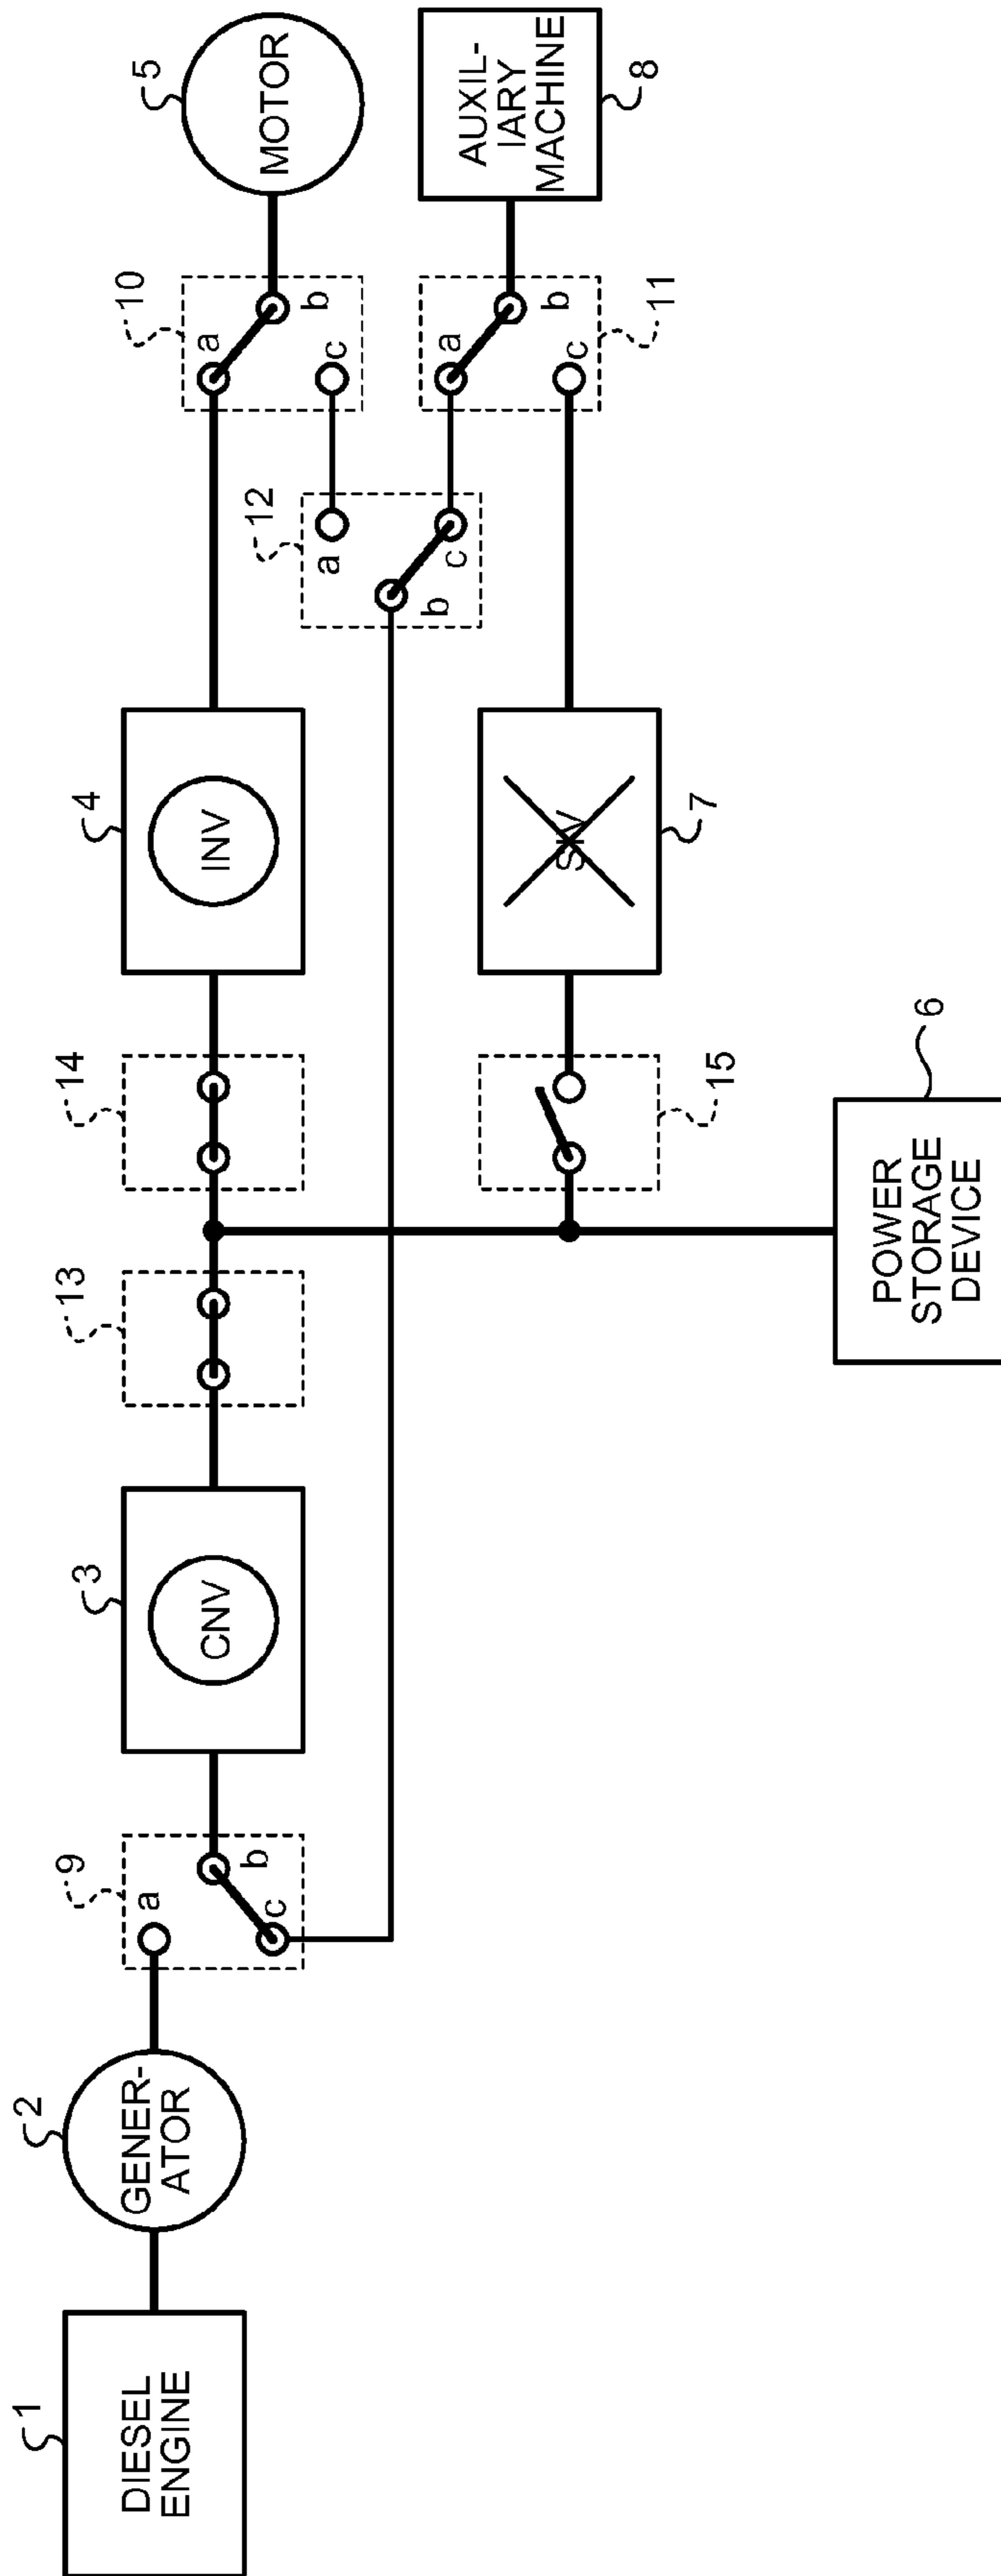 1
DIESEL
ENGINE
2
GENER-
ATOR
9
a
b
c
3
CNV
13
14
4
INV
10
a
b
c
5
MOTOR
12
a
b
c
11
a
b
c
8
AUXIL-
IARY
MACHINE
15
7
SIV
6
POWER
STORAGE
DEVICE